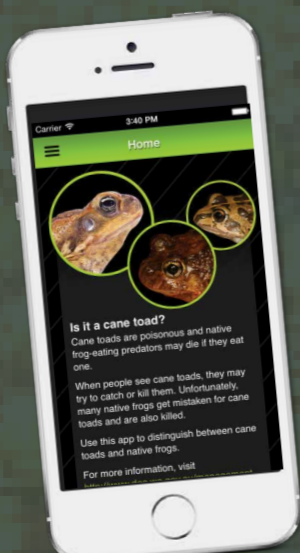 Carrier 3:40 PM
Home
Is it a cane toad?
Cane toads are poisonous and native
frog-eating predators may die if they eat
one.
When people see cane toads, they may
try to catch or kill them. Unfortunately,
many native frogs get mistaken for cane
toads and are also killed.
Use this app to distinguish between cane
toads and native frogs.
For more information, visit